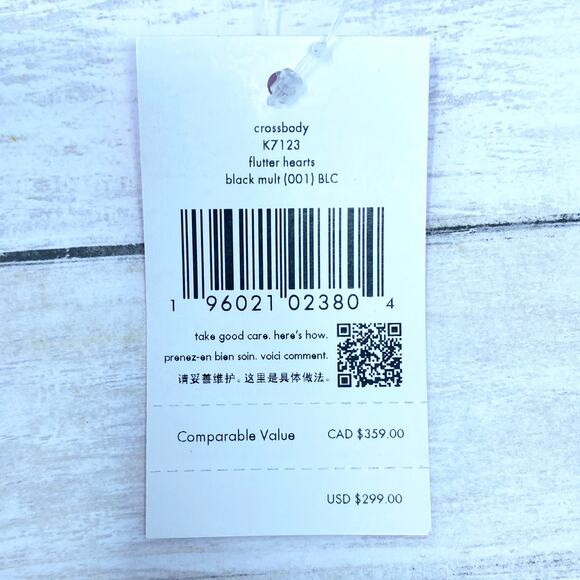 crossbody
K7123
flutter hearts
black mult (001) BLC
1 96021 02380 4
take good care. here's how.
prenez-en bien soin. voici comment.
请妥善维护。这里是具体做法。
Comparable Value CAD $359.00
USD $299.00